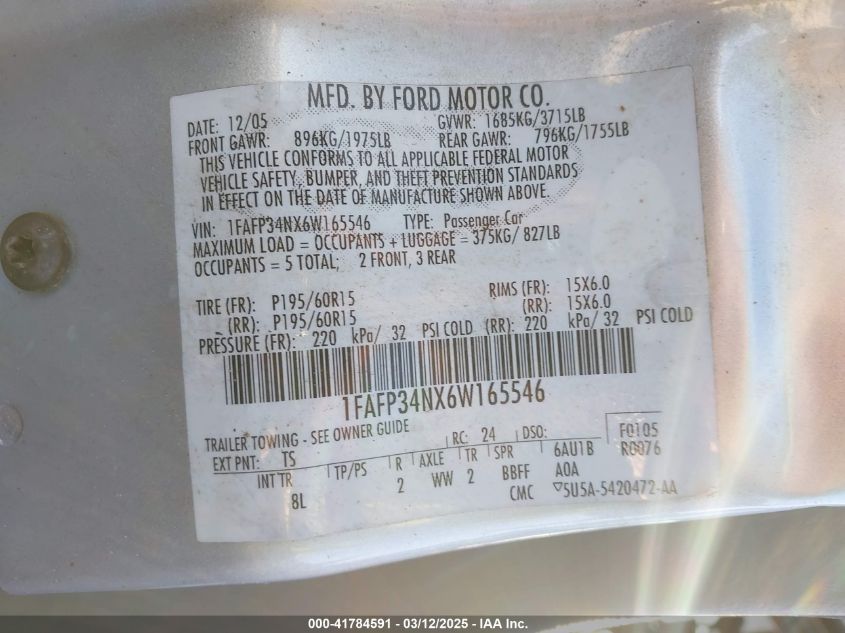 MFD. BY FORD MOTOR CO.
DATE: 12/05 GVWR: 1685KG/3715LB
FRONT GAWR: 896KG/1975LB REAR GAWR: 796KG/1755LB
THIS VEHICLE CONFORMS TO ALL APPLICABLE FEDERAL MOTOR
VEHICLE SAFETY, BUMPER, AND THEFT PREVENTION STANDARDS
IN EFFECT ON THE DATE OF MANUFACTURE SHOWN ABOVE.
VIN: 1FAFP34NX6W165546 TYPE: Passenger Car
MAXIMUM LOAD = OCCUPANTS + LUGGAGE = 375KG/ 827LB
OCCUPANTS = 5 TOTAL; 2 FRONT, 3 REAR
TIRE (FR): P195/60R15 RIMS (FR): 15X6.0
(RR): P195/60R15 (RR): 15X6.0
PRESSURE (FR): 220 kPa/ 32 PSI COLD (RR): 220 kPa/ 32 PSI COLD
1FAFP34NX6W165546
TRAILER TOWING - SEE OWNER GUIDE RC: 24 DSO: F0105
EXT PNT: TS 6AU1B R0076
INT TR TP/PS R AXLE TR SPR
8L 2 WW 2 BBFF A0A
CMC ▽5U5A-5420472-AA
000-41784591 - 03/12/2025 - IAA Inc.